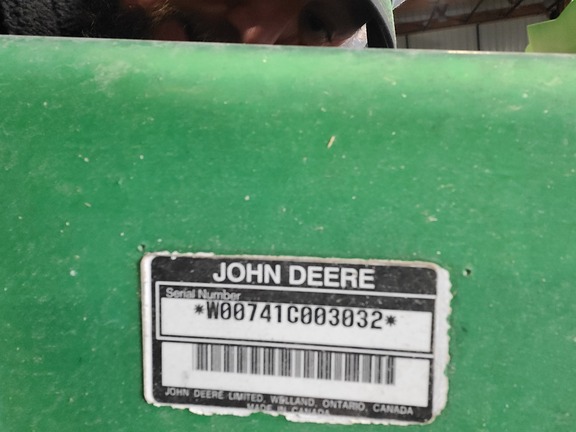 JOHN DEERE
Serial Number
*W00741C003032*
JOHN DEERE LIMITED, WELLAND, ONTARIO, CANADA
MADE IN CANADA